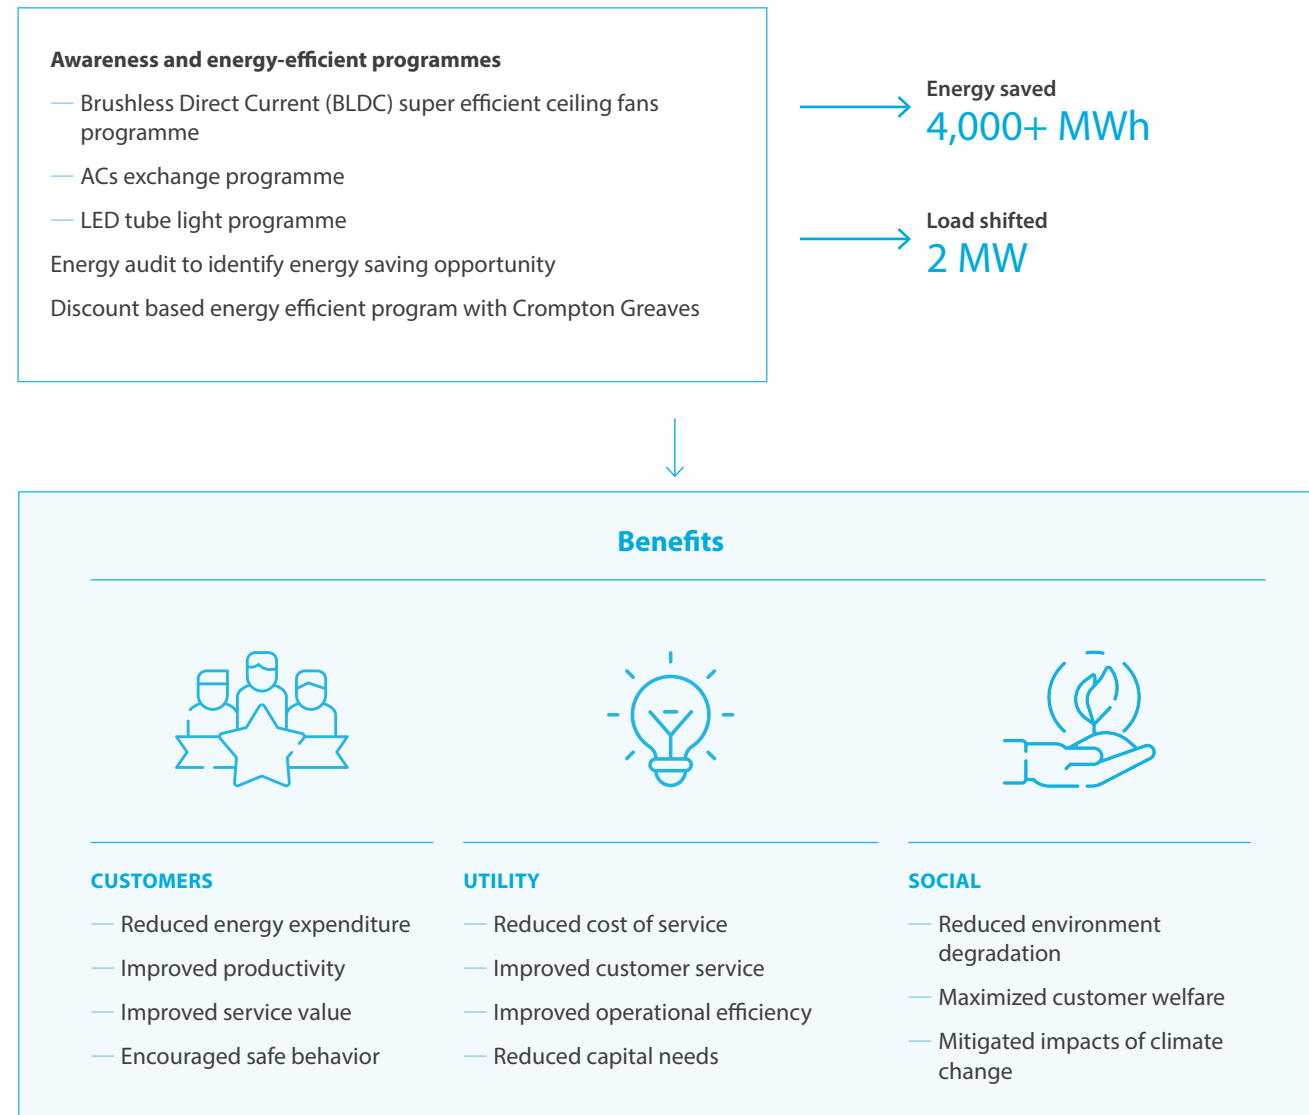 Awareness and energy-efficient programmes
— Brushless Direct Current (BLDC) super efficient ceiling fans
programme
— ACs exchange programme
— LED tube light programme
Energy audit to identify energy saving opportunity
Discount based energy efficient program with Crompton Greaves
Energy saved
4,000+ MWh
Load shifted
2 MW
Benefits
CUSTOMERS
— Reduced energy expenditure
— Improved productivity
— Improved service value
— Encouraged safe behavior
UTILITY
— Reduced cost of service
— Improved customer service
— Improved operational efficiency
— Reduced capital needs
SOCIAL
— Reduced environment
degradation
— Maximized customer welfare
— Mitigated impacts of climate
change